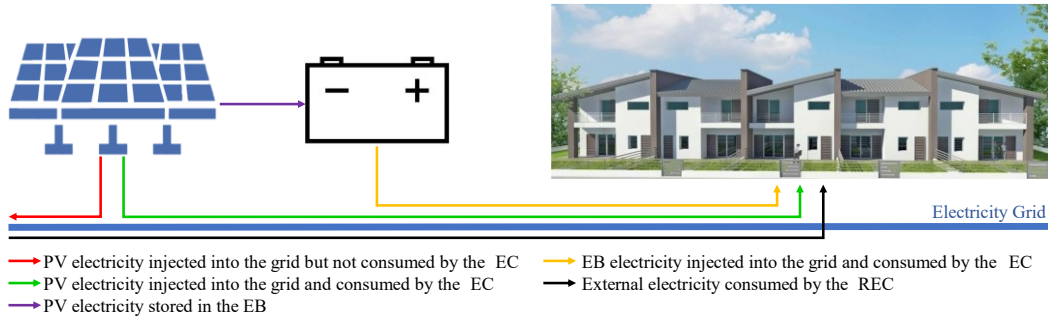 Electricity Grid
PV electricity injected into the grid but not consumed by the EC
EB electricity injected into the grid and consumed by the EC
PV electricity injected into the grid and consumed by the EC
External electricity consumed by the REC
PV electricity stored in the EB